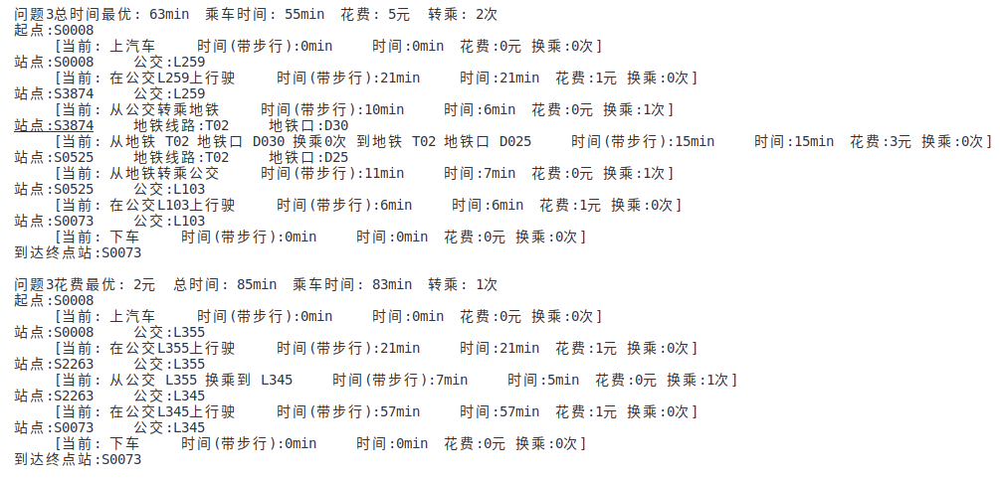 问题3总时间最优: 63min  乘车时间: 55min  花费: 5元  转乘: 2次
起点:S0008
     [当前: 上汽车     时间(带步行):0min     时间:0min  花费:0元 换乘:0次]
站点:S0008     公交:L259
     [当前: 在公交L259上行驶     时间(带步行):21min     时间:21min  花费:1元 换乘:0次]
站点:S3874     公交:L259
     [当前: 从公交转乘地铁     时间(带步行):10min     时间:6min  花费:0元 换乘:1次]
站点:S3874     地铁线路:T02     地铁口:D30
     [当前: 从地铁 T02 地铁口 D030 换乘0次 到地铁 T02 地铁口 D025     时间(带步行):15min     时间:15min  花费:3元 换乘:0次]
站点:S0525     地铁线路:T02     地铁口:D25
     [当前: 从地铁转乘公交     时间(带步行):11min     时间:7min  花费:0元 换乘:1次]
站点:S0525     公交:L103
     [当前: 在公交L103上行驶     时间(带步行):6min     时间:6min  花费:1元 换乘:0次]
站点:S0073     公交:L103
     [当前: 下车     时间(带步行):0min     时间:0min  花费:0元 换乘:0次]
到达终点站:S0073

问题3花费最优: 2元  总时间: 85min  乘车时间: 83min  转乘: 1次
起点:S0008
     [当前: 上汽车     时间(带步行):0min     时间:0min  花费:0元 换乘:0次]
站点:S0008     公交:L355
     [当前: 在公交L355上行驶     时间(带步行):21min     时间:21min  花费:1元 换乘:0次]
站点:S2263     公交:L355
     [当前: 从公交 L355 换乘到 L345     时间(带步行):7min     时间:5min  花费:0元 换乘:1次]
站点:S2263     公交:L345
     [当前: 在公交L345上行驶     时间(带步行):57min     时间:57min  花费:1元 换乘:0次]
站点:S0073     公交:L345
     [当前: 下车     时间(带步行):0min     时间:0min  花费:0元 换乘:0次]
到达终点站:S0073